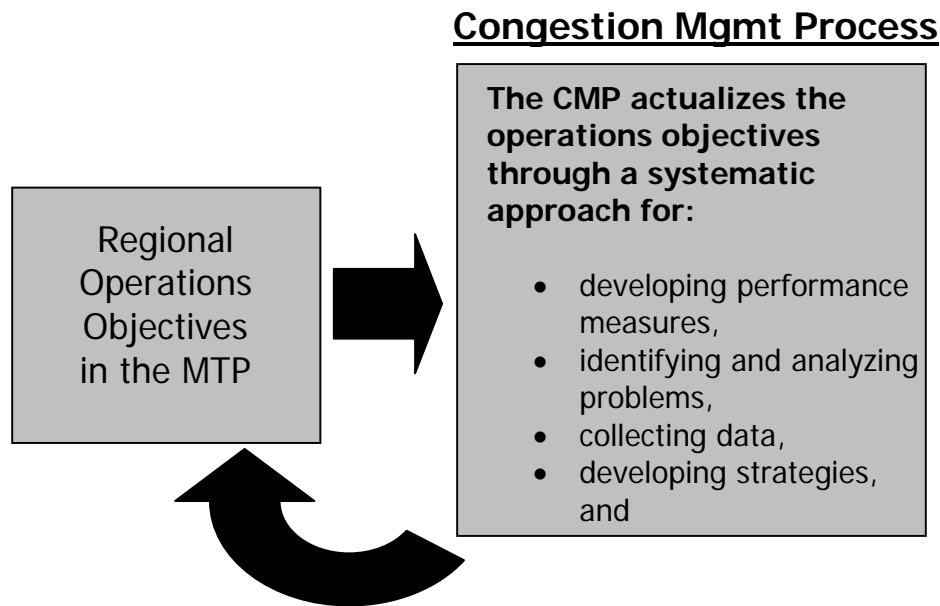 Congestion Mgmt Process
The CMP actualizes the
operations objectives
through a systematic
approach for:
• developing performance
measures,
• identifying and analyzing
problems,
• collecting data,
• developing strategies,
and
Regional
Operations
Objectives
in the MTP